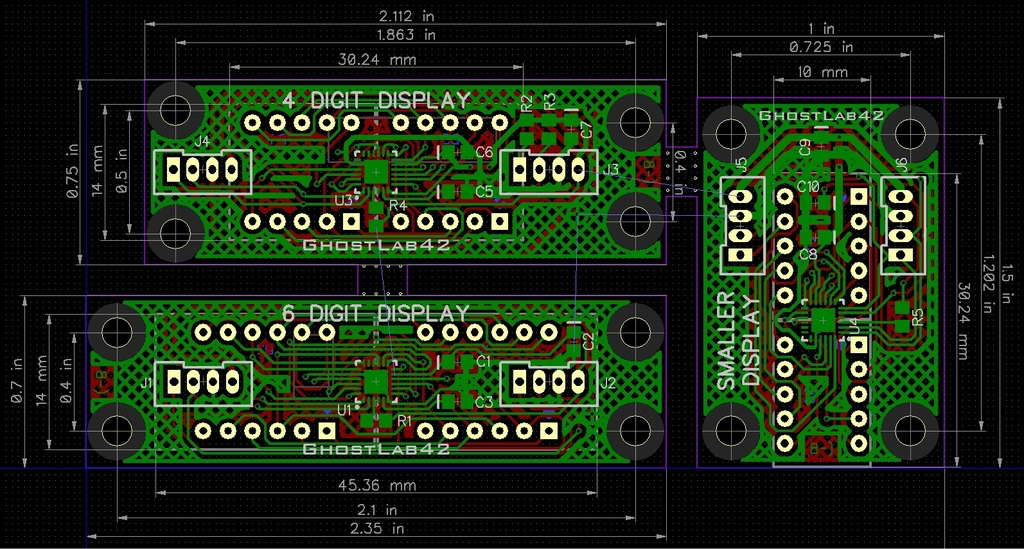 2.112 in
1.863 in
30.24 mm
1 in
0.725 in
10 mm
4 DIGIT DISPLAY
R2
R3
C7
J4
C6
J3
C5
U3
R4
GHOSTLAB42
0.75 in
14 mm
0.5 in
0.4 in
GHOSTLAB42
C9
J5
J6
C10
C8
U4
R5
SMALLER
DISPLAY
30.24 mm
1.202 in
1.5 in
6 DIGIT DISPLAY
C2
J1
C1
J2
C3
U1
R1
GHOSTLAB42
0.7 in
14 mm
0.4 in
45.36 mm
2.1 in
2.35 in